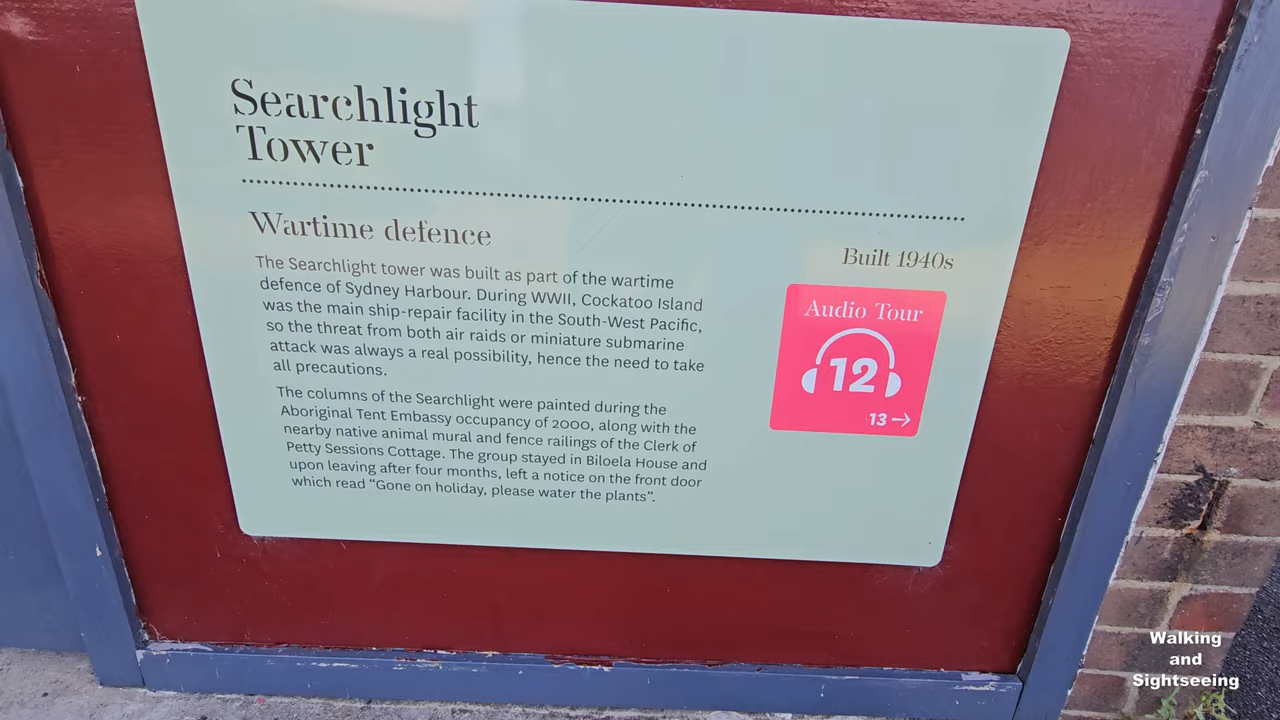 Searchlight
Tower
Wartime defence
Built 1940s
The Searchlight tower was built as part of the wartime
defence of Sydney Harbour. During WWII, Cockatoo Island
was the main ship-repair facility in the South-West Pacific,
so the threat from both air raids or miniature submarine
attack was always a real possibility, hence the need to take
all precautions.
The columns of the Searchlight were painted during the
Aboriginal Tent Embassy occupancy of 2000, along with the
nearby native animal mural and fence railings of the Clerk of
Petty Sessions Cottage. The group stayed in Biloela House and
upon leaving after four months, left a notice on the front door
which read “Gone on holiday, please water the plants”.
Audio Tour
12
13→
Walking
and
Sightseeing